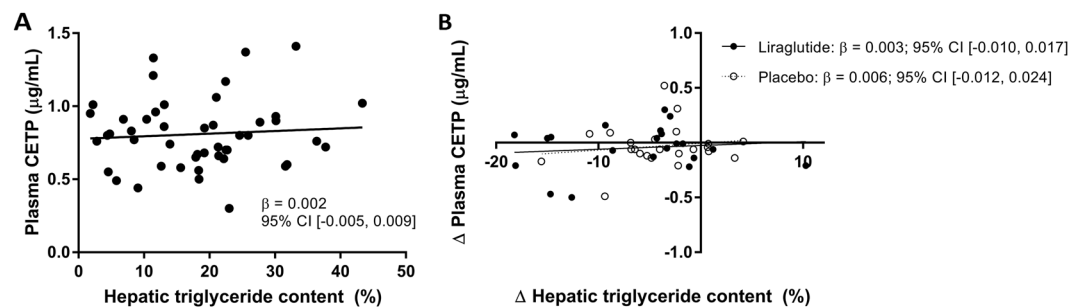 A
Plasma CETP (μg/mL)
1.5
1.0
0.5
0.0
0
10
20
30
40
50
β = 0.002
95% CI [-0.005, 0.009]
Hepatic triglyceride content (%)
B
Δ Plasma CETP (μg/mL)
1.0
0.5
-0.5
-1.0
-20
-10
10
Liraglutide: β = 0.003; 95% CI [-0.010, 0.017]
Placebo: β = 0.006; 95% CI [-0.012, 0.024]
Δ Hepatic triglyceride content (%)